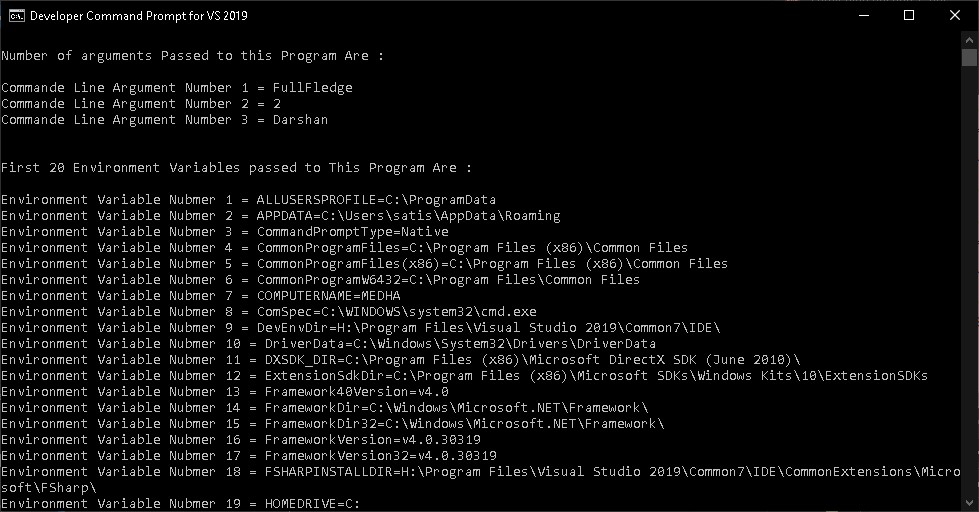 Developer Command Prompt for VS 2019
Number of arguments Passed to this Program Are :
Commande Line Argument Number 1 = FullFledge
Commande Line Argument Number 2 = 2
Commande Line Argument Number 3 = Darshan
First 20 Environment Variables passed to This Program Are :
Environment Variable Nubmer 1 = ALLUSERSPROFILE=C:\ProgramData
Environment Variable Nubmer 2 = APPDATA=C:\Users\satis\AppData\Roaming
Environment Variable Nubmer 3 = CommandPromptType=Native
Environment Variable Nubmer 4 = CommonProgramFiles=C:\Program Files (x86)\Common Files
Environment Variable Nubmer 5 = CommonProgramFiles(x86)=C:\Program Files (x86)\Common Files
Environment Variable Nubmer 6 = CommonProgramW6432=C:\Program Files\Common Files
Environment Variable Nubmer 7 = COMPUTERNAME=MEDHA
Environment Variable Nubmer 8 = ComSpec=C:\WINDOWS\system32\cmd.exe
Environment Variable Nubmer 9 = DevEnvDir=H:\Program Files\Visual Studio 2019\Common7\IDE\
Environment Variable Nubmer 10 = DriverData=C:\Windows\System32\Drivers\DriverData
Environment Variable Nubmer 11 = DXSDK_DIR=C:\Program Files (x86)\Microsoft DirectX SDK (June 2010)\
Environment Variable Nubmer 12 = ExtensionSdkDir=C:\Program Files (x86)\Microsoft SDKs\Windows Kits\10\ExtensionSDKs
Environment Variable Nubmer 13 = Framework40Version=v4.0
Environment Variable Nubmer 14 = FrameworkDir=C:\Windows\Microsoft.NET\Framework\
Environment Variable Nubmer 15 = FrameworkDir32=C:\Windows\Microsoft.NET\Framework\
Environment Variable Nubmer 16 = FrameworkVersion=v4.0.30319
Environment Variable Nubmer 17 = FrameworkVersion32=v4.0.30319
Environment Variable Nubmer 18 = FSHARPINSTALLDIR=H:\Program Files\Visual Studio 2019\Common7\IDE\CommonExtensions\Micro
soft\FSharp\
Environment Variable Nubmer 19 = HOMEDRIVE=C: